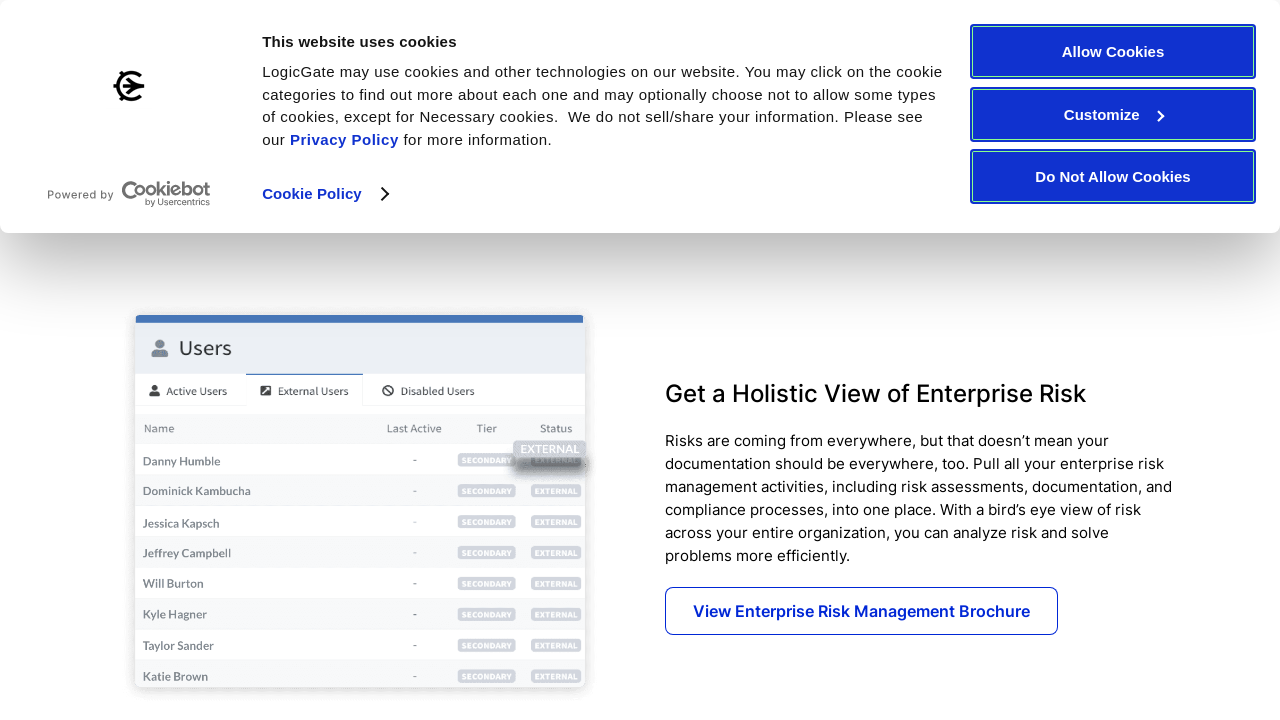 This website uses cookies
LogicGate may use cookies and other technologies on our website. You may click on the cookie
categories to find out more about each one and may optionally choose not to allow some types
of cookies, except for Necessary cookies.  We do not sell/share your information. Please see
our Privacy Policy for more information.
Cookie Policy
Powered by Cookiebot
by Usercentrics
Allow Cookies
Customize
Do Not Allow Cookies
Users
Active Users External Users Disabled Users
Name Last Active Tier Status
EXTERNAL
Danny Humble - SECONDARY EXTERNAL
Dominick Kambucha - SECONDARY EXTERNAL
Jessica Kapsch - SECONDARY EXTERNAL
Jeffrey Campbell - SECONDARY EXTERNAL
Will Burton - SECONDARY EXTERNAL
Kyle Hagner - SECONDARY EXTERNAL
Taylor Sander - SECONDARY EXTERNAL
Katie Brown - SECONDARY EXTERNAL
Get a Holistic View of Enterprise Risk
Risks are coming from everywhere, but that doesn’t mean your
documentation should be everywhere, too. Pull all your enterprise risk
management activities, including risk assessments, documentation, and
compliance processes, into one place. With a bird’s eye view of risk
across your entire organization, you can analyze risk and solve
problems more efficiently.
View Enterprise Risk Management Brochure